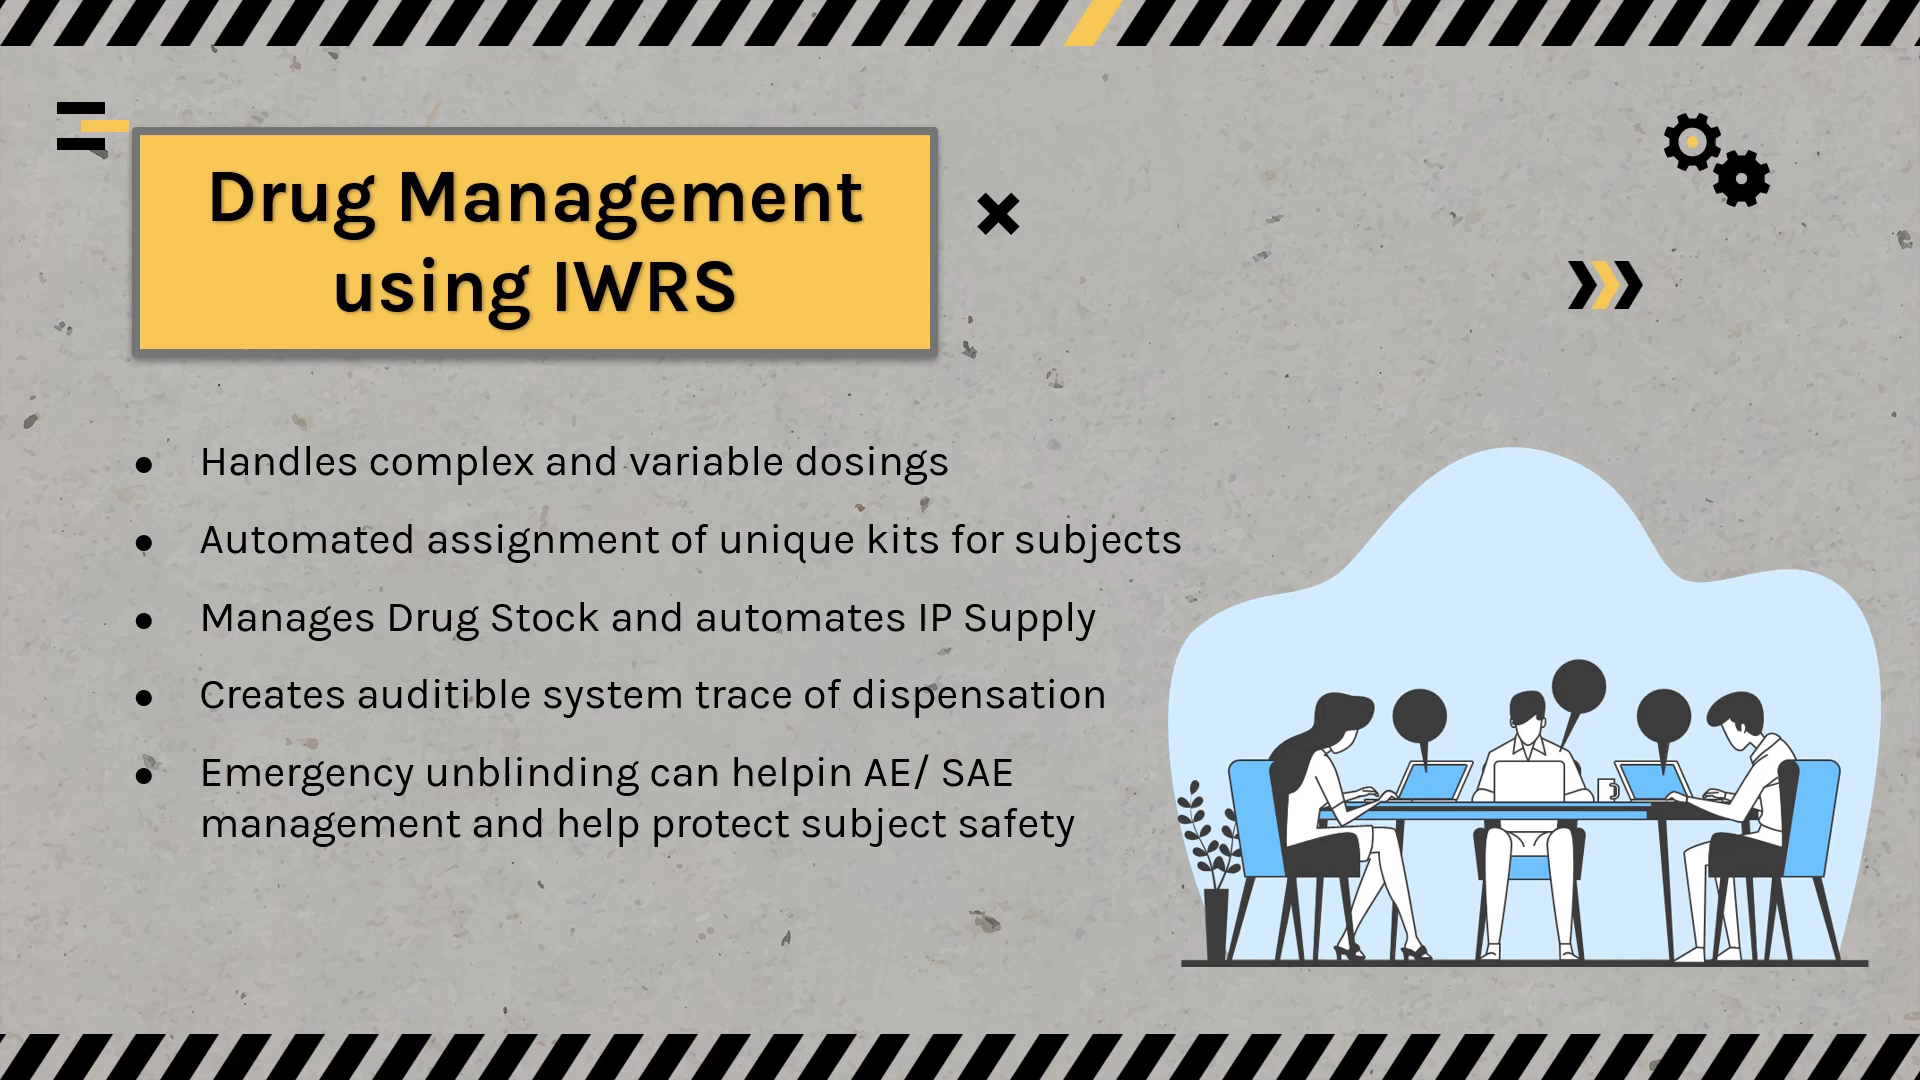 Drug Management
using IWRS
● Handles complex and variable dosings
● Automated assignment of unique kits for subjects
● Manages Drug Stock and automates IP Supply
● Creates auditible system trace of dispensation
● Emergency unblinding can helpin AE/ SAE
management and help protect subject safety